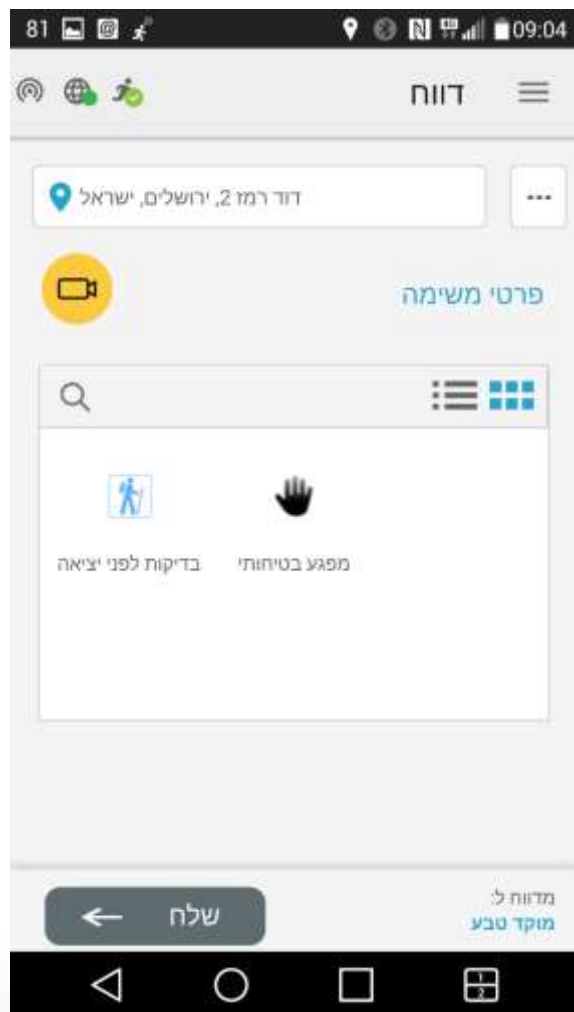 81 09:04
דווח
דוד רמז 2, ירושלים, ישראל
...
פרטי משימה
מפגע בטיחותי
בדיקות לפני יציאה
מדווח ל:
מוקד טבע
שלח